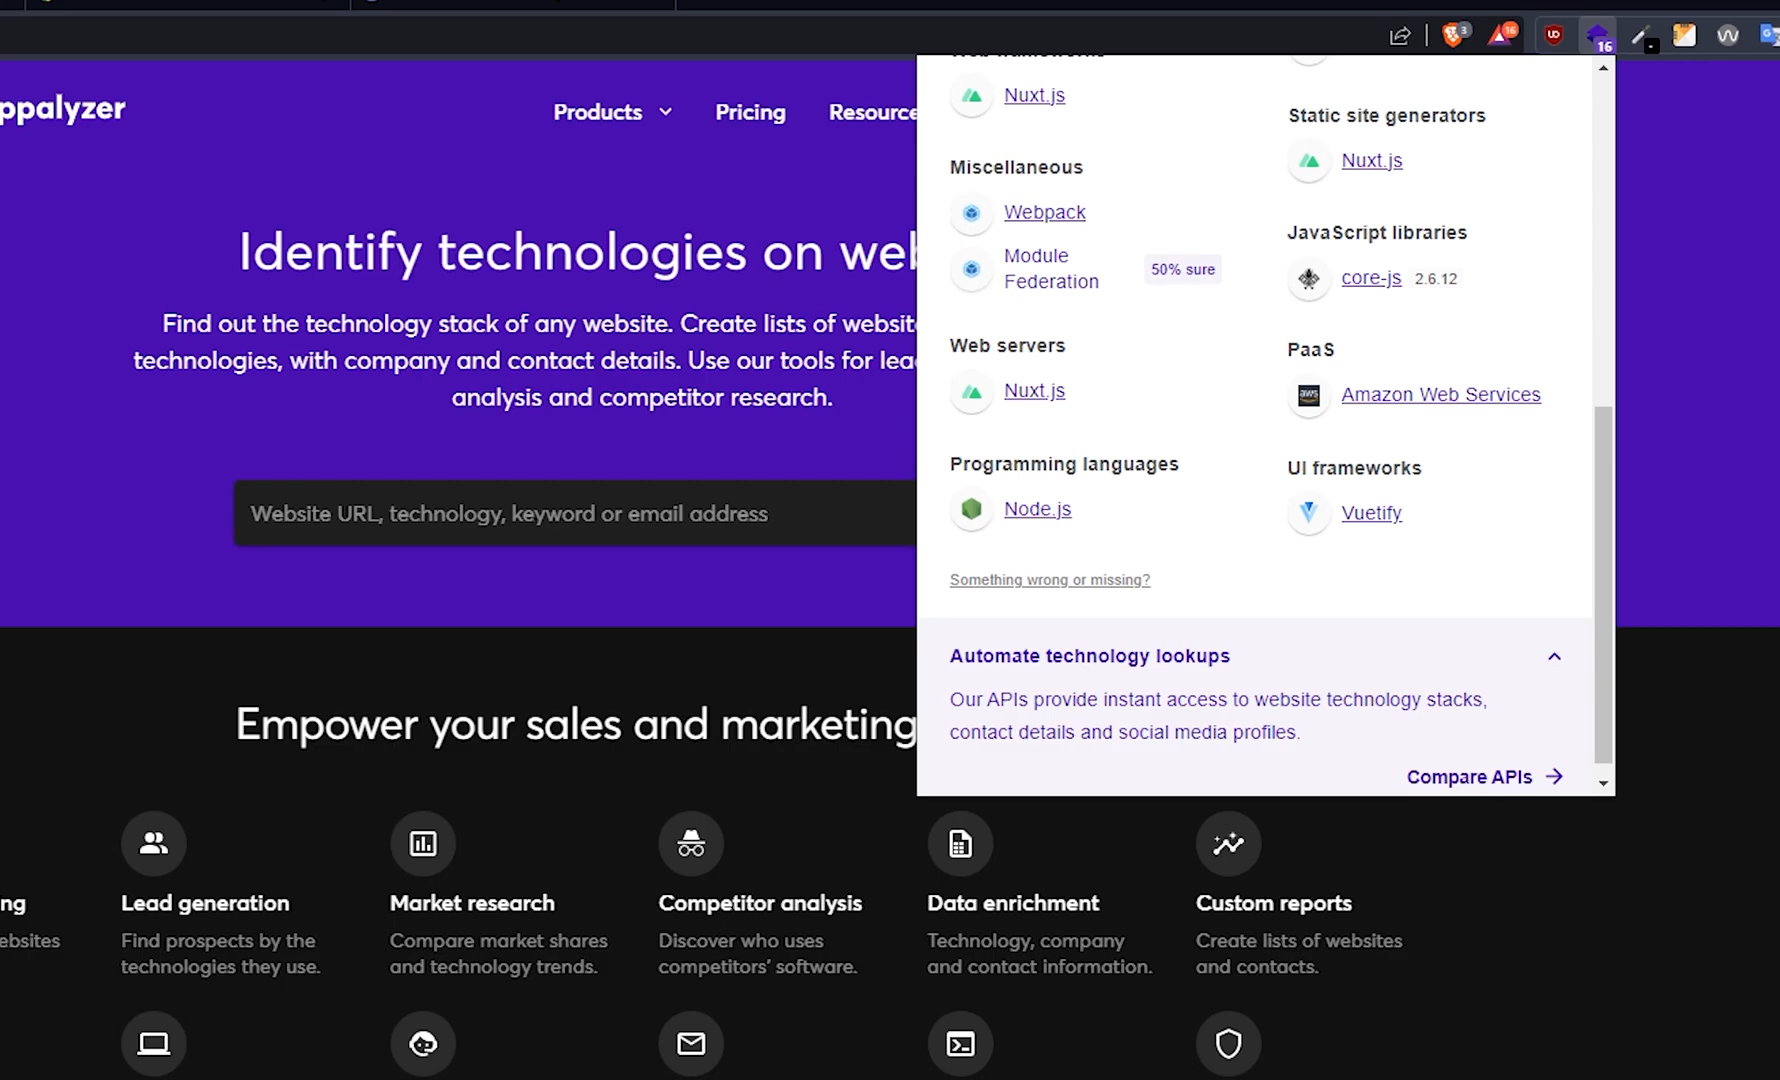 3
16
16
ppalyzer
Products
Pricing
Resource
Identify technologies on web
Find out the technology stack of any website. Create lists of websit
technologies, with company and contact details. Use our tools for lea
analysis and competitor research.
Website URL, technology, keyword or email address
Nuxt.js
Miscellaneous
Webpack
Module
Federation
50% sure
Web servers
Nuxt.js
Programming languages
Node.js
Static site generators
Nuxt.js
JavaScript libraries
core-js 2.6.12
PaaS
aws
Amazon Web Services
UI frameworks
Vuetify
Something wrong or missing?
Automate technology lookups
Our APIs provide instant access to website technology stacks,
contact details and social media profiles.
Compare APIs
Empower your sales and marketing
ng
ebsites
Lead generation
Find prospects by the
technologies they use.
Market research
Compare market shares
and technology trends.
Competitor analysis
Discover who uses
competitors' software.
Data enrichment
Technology, company
and contact information.
Custom reports
Create lists of websites
and contacts.